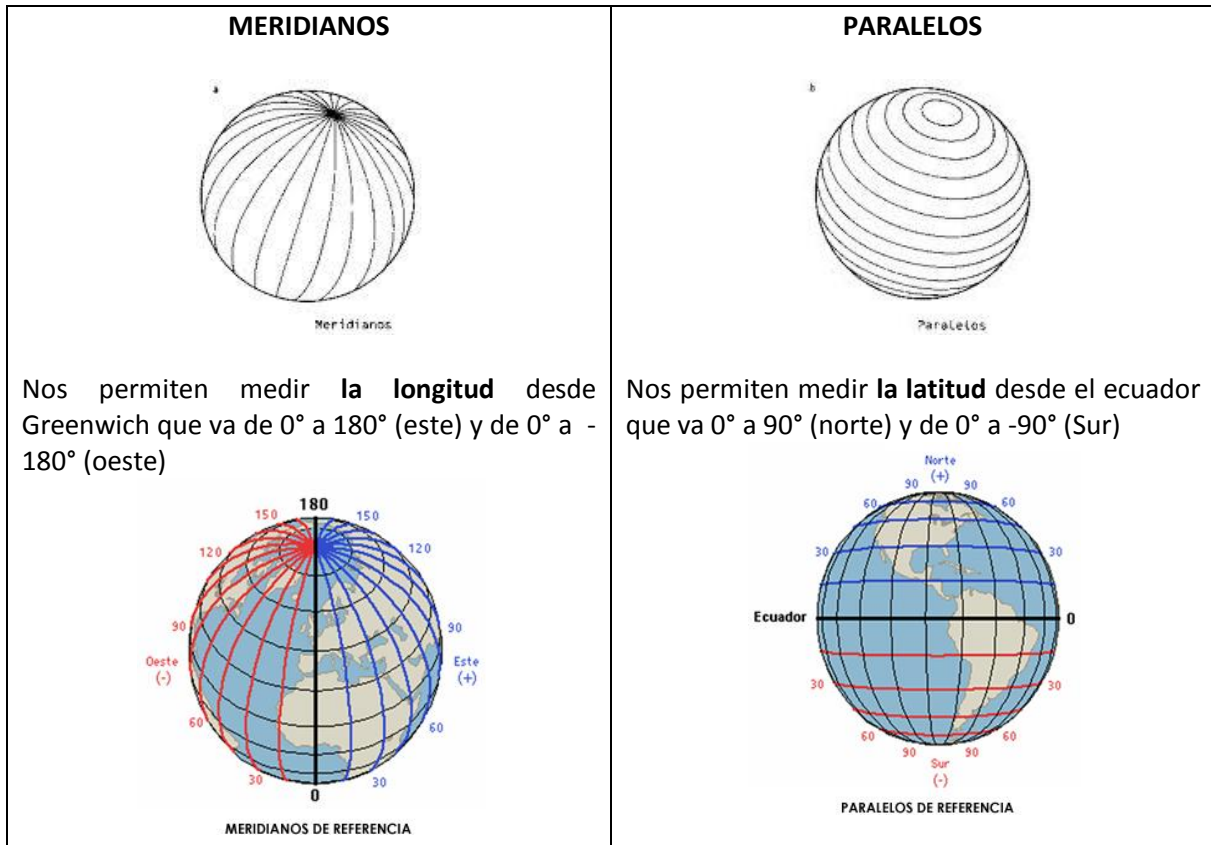 MERIDIANOS
a
Meridianos
Nos permiten medir la longitud desde
Greenwich que va de 0° a 180° (este) y de 0° a -
180° (oeste)
180
150 150
120 120
90 90
Oeste Este
(-) (+)
60 60
30 30
0
MERIDIANOS DE REFERENCIA
PARALELOS
b
Paralelos
Nos permiten medir la latitud desde el ecuador
que va 0° a 90° (norte) y de 0° a -90° (Sur)
Norte
90 (+) 90
60 60
30 30
Ecuador 0
30 30
60 60
90 90
Sur
(-)
PARALELOS DE REFERENCIA